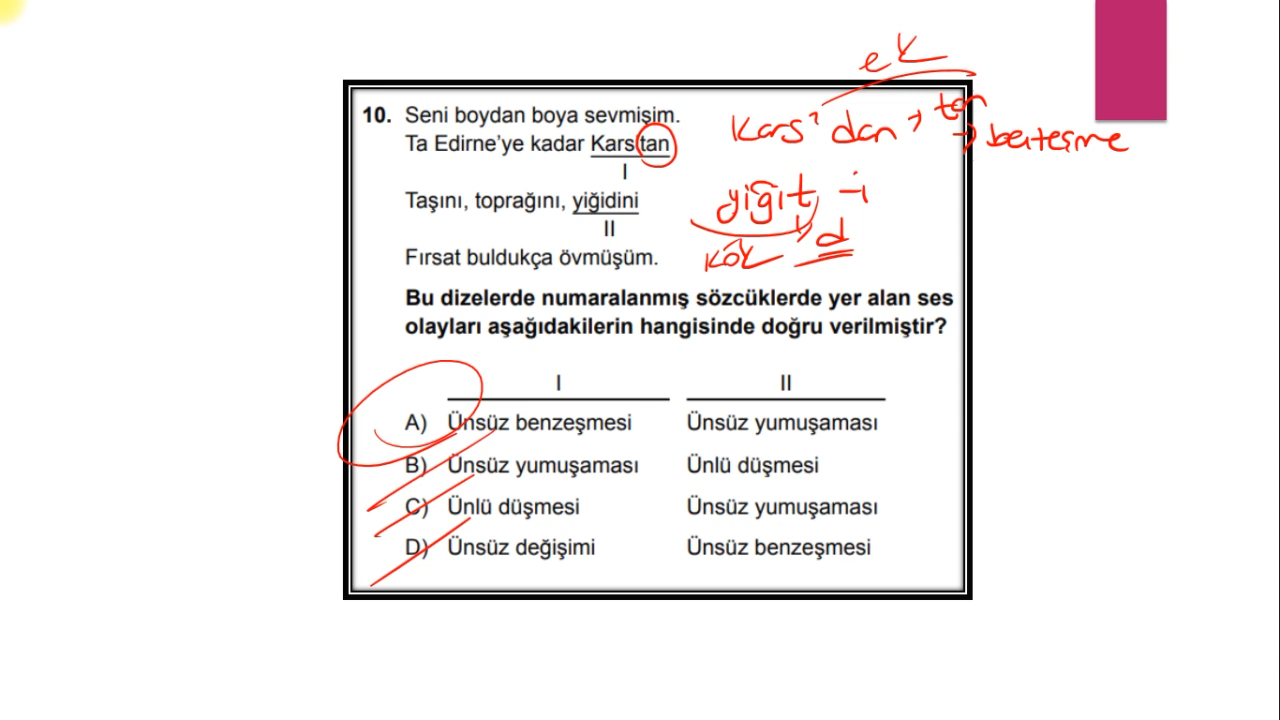 10. Seni boydan boya sevmişim.
Ta Edirne'ye kadar Kars'tan
I
Taşını, toprağını, yiğidini
II
Fırsat buldukça övmüşüm.
Bu dizelerde numaralanmış sözcüklerde yer alan ses
olayları aşağıdakilerin hangisinde doğru verilmiştir?
I II
A) Ünsüz benzeşmesi Ünsüz yumuşaması
B) Ünsüz yumuşaması Ünlü düşmesi
C) Ünlü düşmesi Ünsüz yumuşaması
D) Ünsüz değişimi Ünsüz benzeşmesi
ek
Kars' dan tan
benzeşme
yiğit -i
kök d